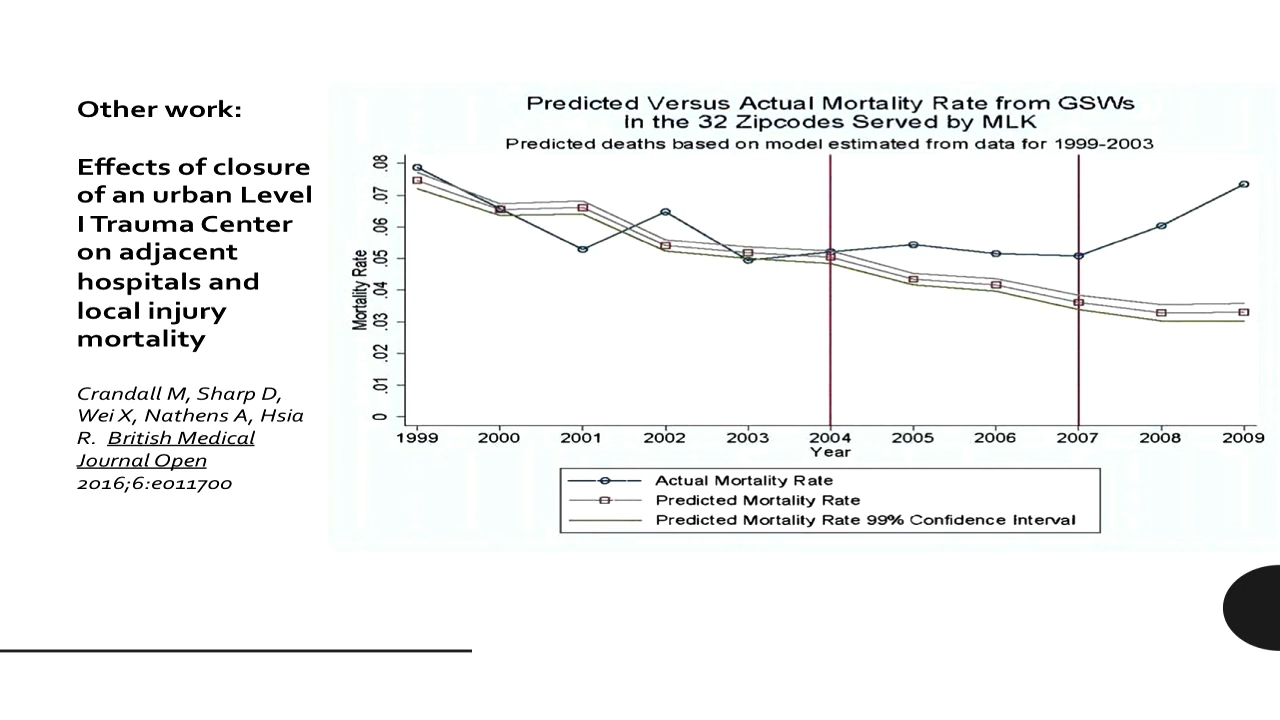 Other work:
Effects of closure
of an urban Level
I Trauma Center
on adjacent
hospitals and
local injury
mortality
Crandall M, Sharp D,
Wei X, Nathens A, Hsia
R. British Medical
Journal Open
2016;6:e011700
Predicted Versus Actual Mortality Rate from GSWs
In the 32 Zipcodes Served by MLK
Predicted deaths based on model estimated from data for 1999-2003
Mortality Rate
.08
.07
.06
.05
.04
.03
.02
.01
0
1999 2000 2001 2002 2003 2004 2005 2006 2007 2008 2009
Year
Actual Mortality Rate
Predicted Mortality Rate
Predicted Mortality Rate 99% Confidence Interval